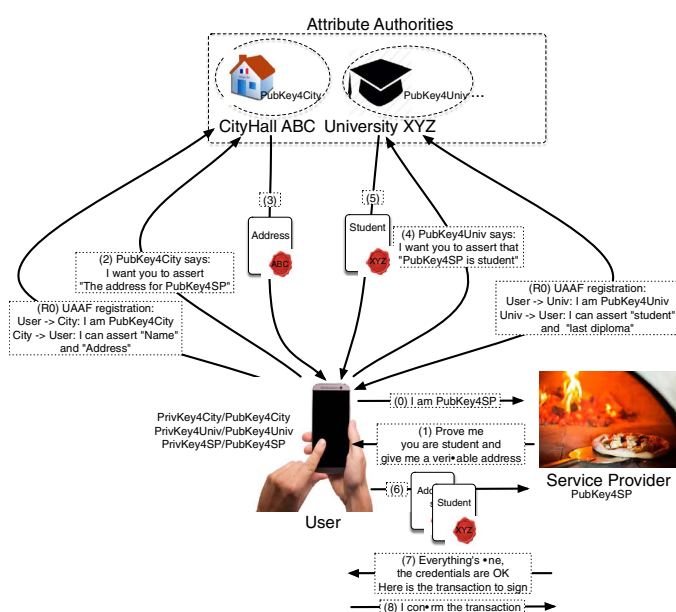 Attribute Authorities
PubKey4City
PubKey4Univ
CityHall ABC
University XYZ
(3)
(5)
Address
ABC
Student
XYZ
(2) PubKey4City says:
I want you to assert
"The address for PubKey4SP"
(4) PubKey4Univ says:
I want you to assert that
"PubKey4SP is student"
(R0) UAAF registration:
User -> City: I am PubKey4City
City -> User: I can assert "Name"
and "Address"
(R0) UAAF registration:
User -> Univ: I am PubKey4Univ
Univ -> User: I can assert "student"
and "last diploma"
PrivKey4City/PubKey4City
PrivKey4Univ/PubKey4Univ
PrivKey4SP/PubKey4SP
User
(0) I am PubKey4SP
(1) Prove me
you are student and
give me a veri•able address
Service Provider
PubKey4SP
(6)
Student
XYZ
(7) Everything's •ne,
the credentials are OK
Here is the transaction to sign
(8) I con•rm the transaction